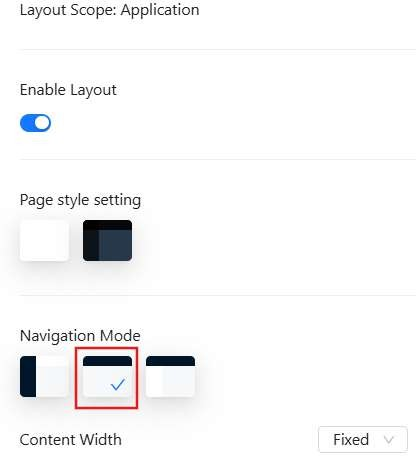 Layout Scope: Application
Enable Layout
Page style setting
Navigation Mode
Content Width Fixed